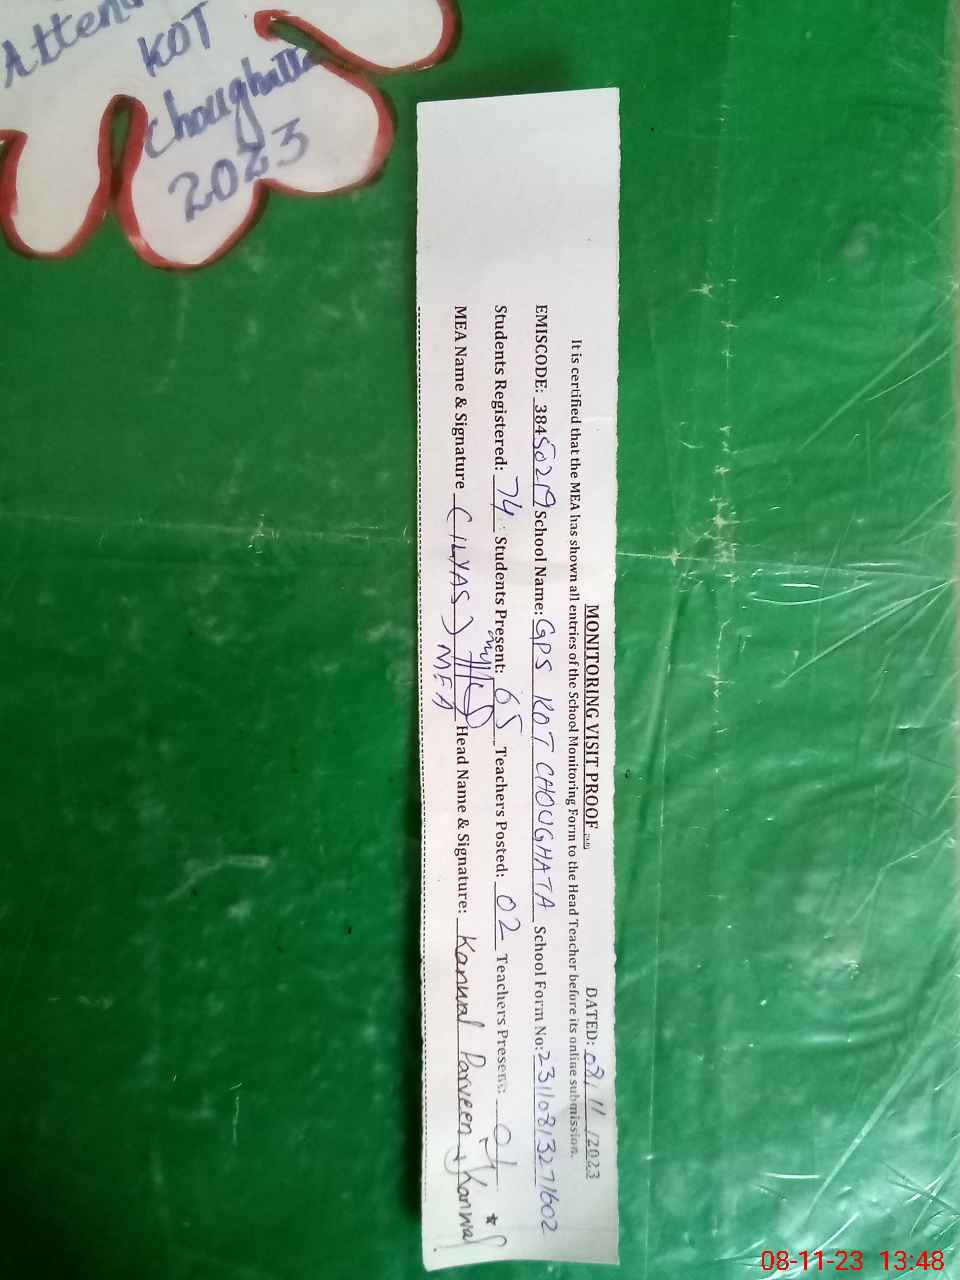 Atten
KOT
Choughatta
2023
MONITORING VISIT PROOF
DATED: 08/11/2023
It is certified that the MEA has shown all entries of the School Monitoring Form to the Head Teacher before its online submission.
EMISCODE: 38450219 School Name: GPS KOT CHOUGHATA School Form No: 23110813271602
Students Registered: 74 Students Present: 65 Teachers Posted: 02 Teachers Present: 01
MEA Name & Signature (ILYAS) MEA Head Name & Signature: Kanwal Parveen Kanwal
08-11-23 13:48